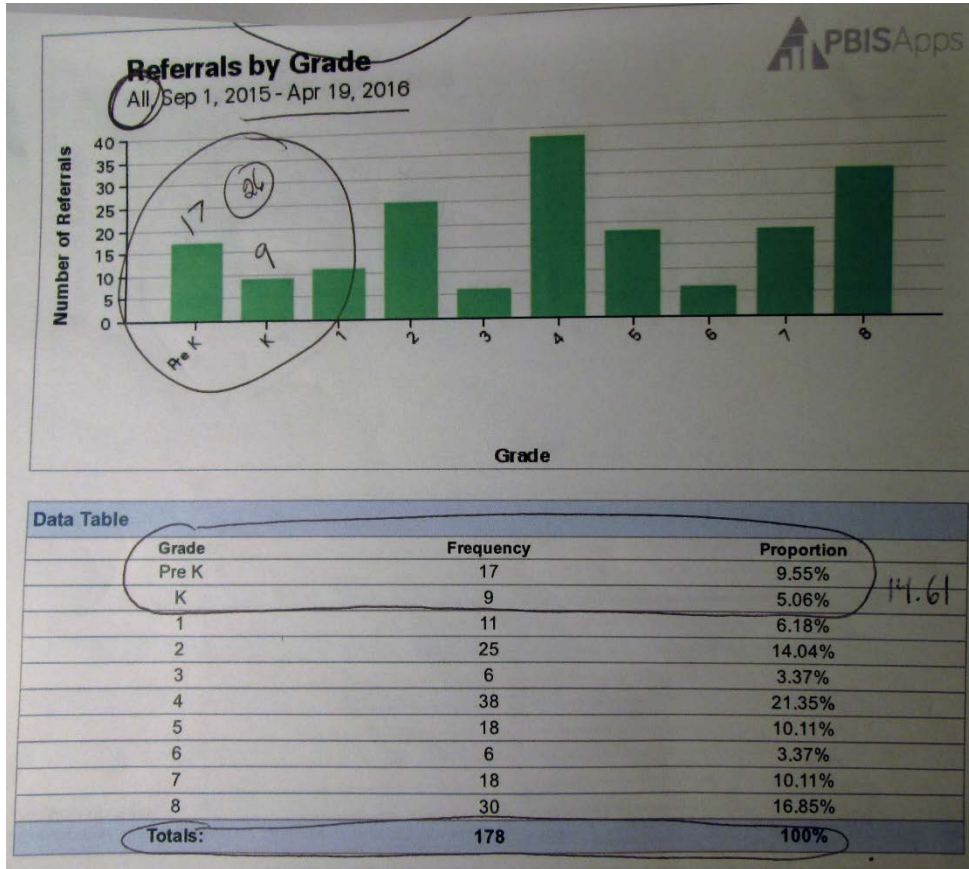 PBISApps
Referrals by Grade
All, Sep 1, 2015 - Apr 19, 2016
Number of Referrals
40
35
30
25
20
15
10
5
0
17
26
9
Pre K
K
1
2
3
4
5
6
7
8
Grade
Data Table
Grade Frequency Proportion
Pre K 17 9.55%
K 9 5.06%
14.61
1 11 6.18%
2 25 14.04%
3 6 3.37%
4 38 21.35%
5 18 10.11%
6 6 3.37%
7 18 10.11%
8 30 16.85%
Totals: 178 100%